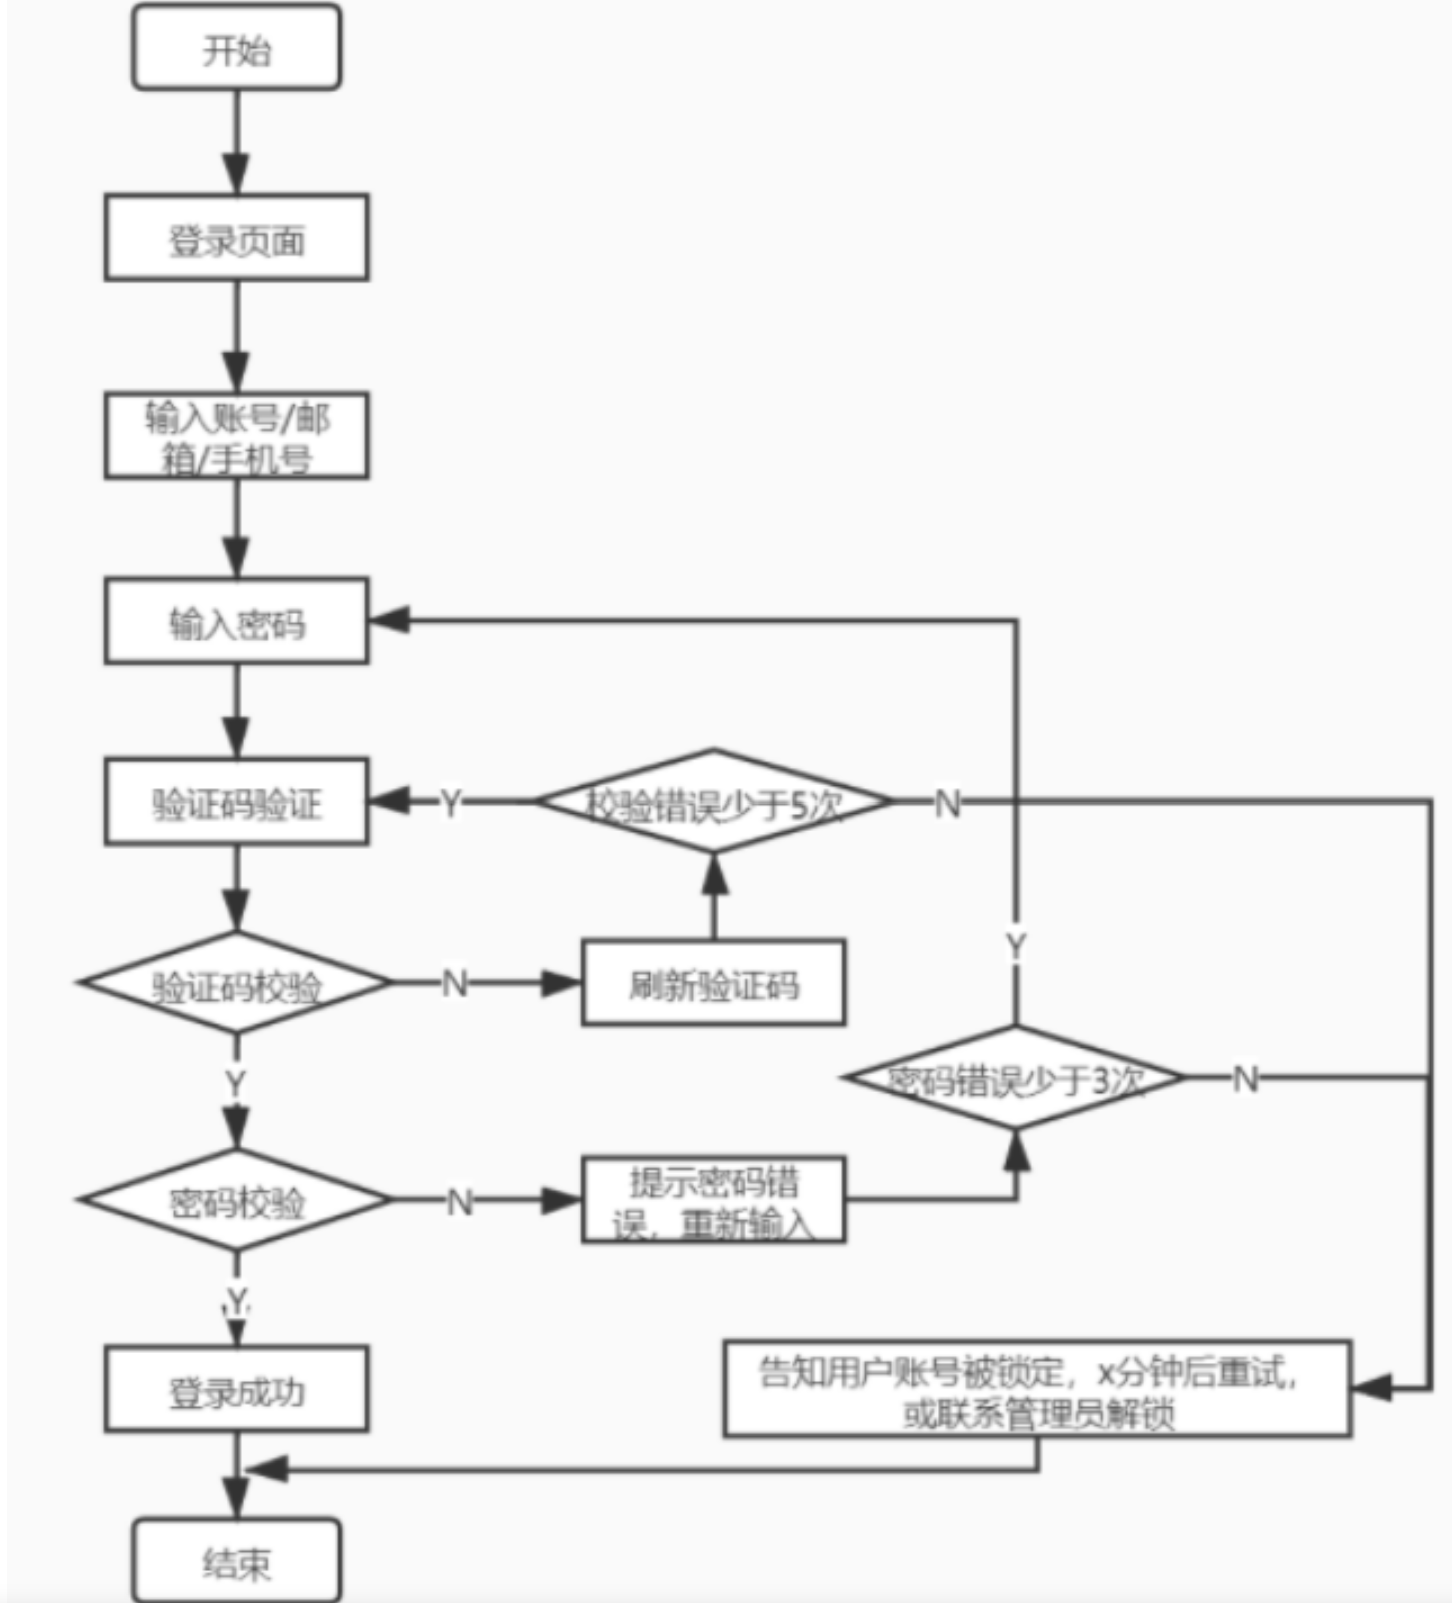 开始
登录页面
输入账号/邮
箱/手机号
输入密码
验证码验证
Y
校验错误少于5次
N
验证码校验
N
刷新验证码
Y
Y
密码错误少于3次
N
密码校验
N
提示密码错
误，重新输入
Y
登录成功
告知用户账号被锁定，x分钟后重试，
或联系管理员解锁
结束